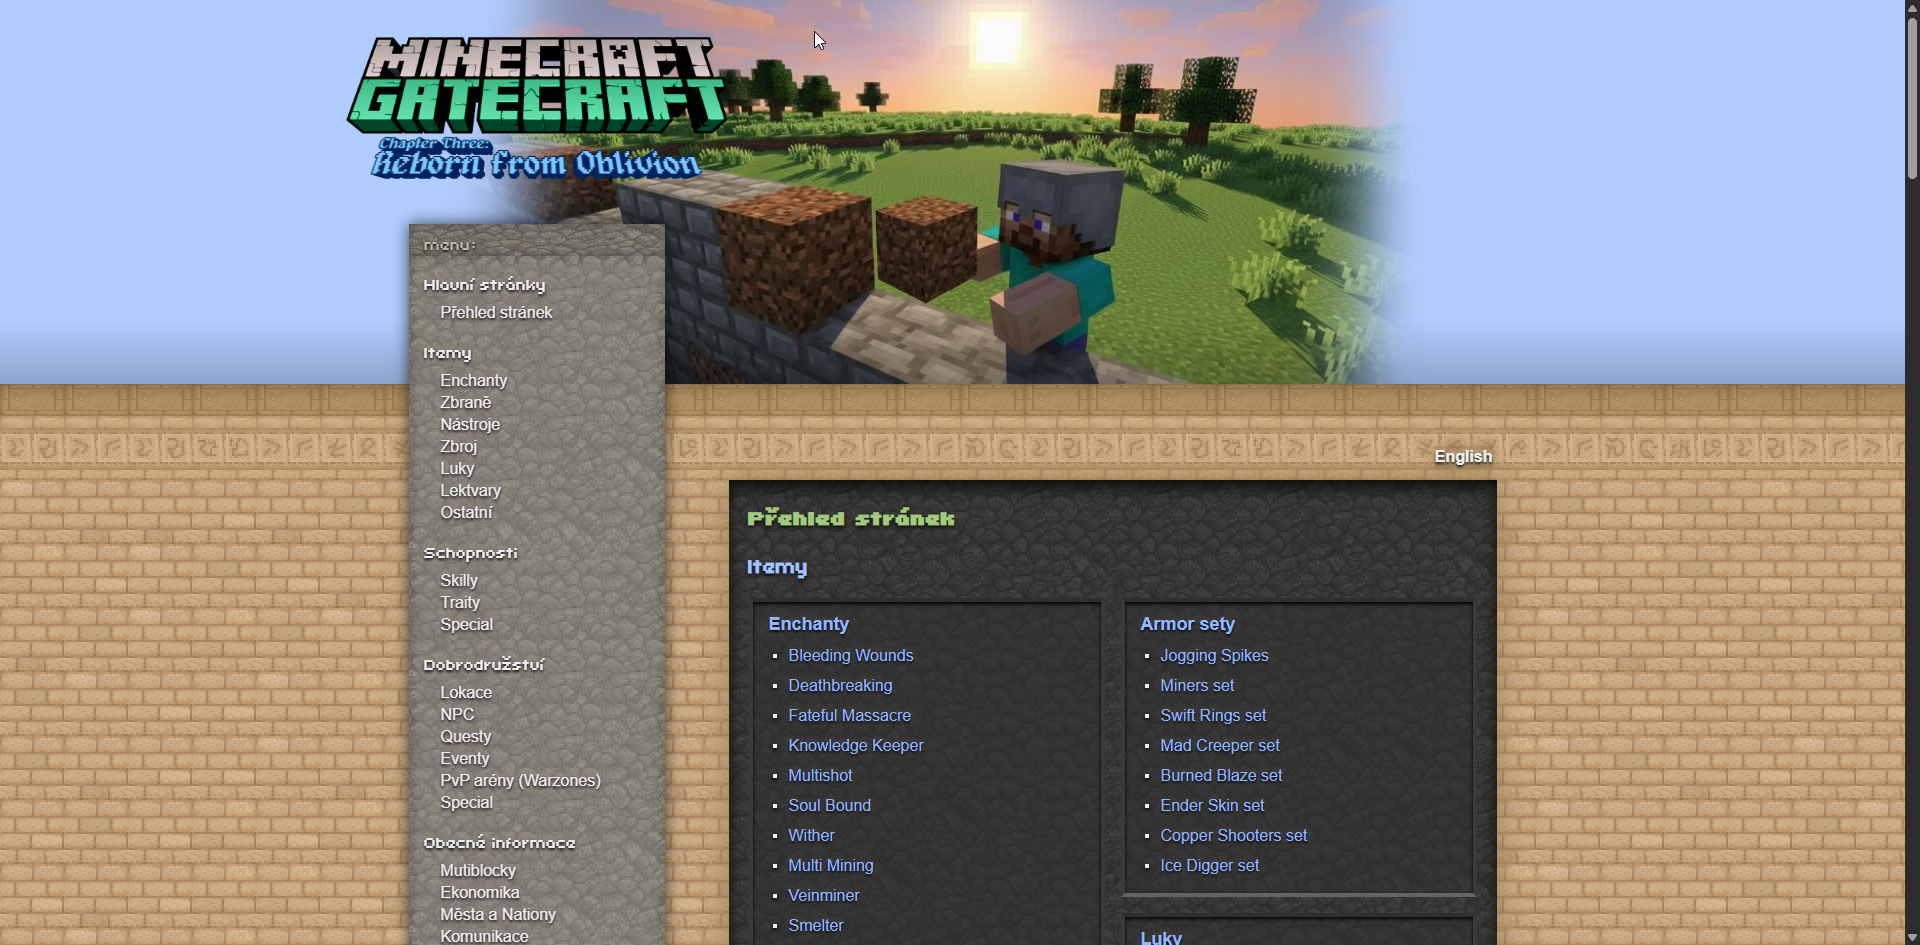 MINECRAFT
GATECRAFT
Chapter Three:
Reborn from Oblivion
menu:
Hlavní stránky
Přehled stránek
Itemy
Enchanty
Zbraně
Nástroje
Zbroj
Luky
Lektvary
Ostatní
Schopnosti
Skilly
Traity
Special
Dobrodružství
Lokace
NPC
Questy
Eventy
PvP arény (Warzones)
Special
Obecné informace
Mutiblocky
Ekonomika
Města a Nationy
Komunikace
English
Přehled stránek
Itemy
Enchanty
Bleeding Wounds
Deathbreaking
Fateful Massacre
Knowledge Keeper
Multishot
Soul Bound
Wither
Multi Mining
Veinminer
Smelter
Armor sety
Jogging Spikes
Miners set
Swift Rings set
Mad Creeper set
Burned Blaze set
Ender Skin set
Copper Shooters set
Ice Digger set
Luky